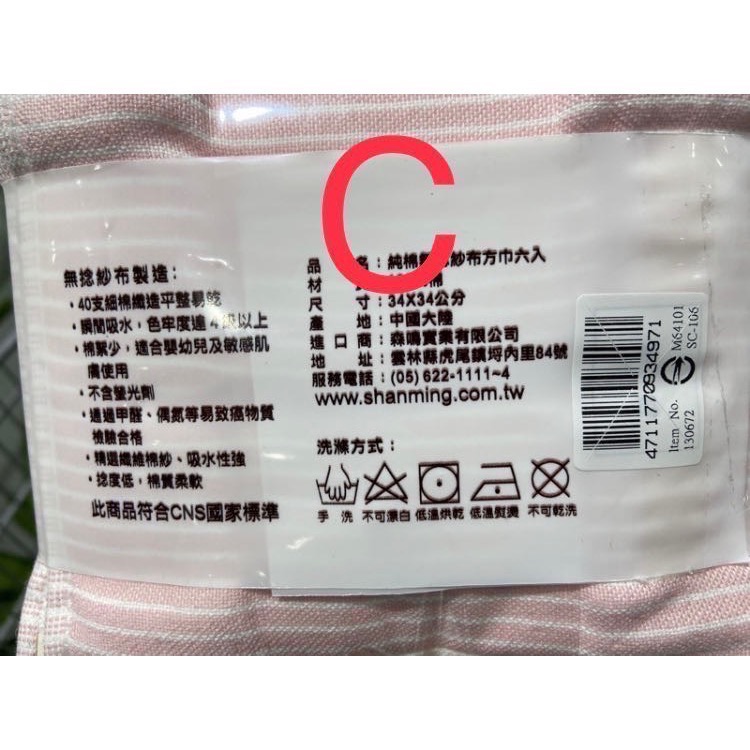 C
無捻紗布製造：
・40支細棉織造平整易乾
・瞬間吸水，色牢度達4級以上
・棉絮少，適合嬰幼兒及敏感肌
膚使用
・不含螢光劑
・通過甲醛、偶氮等易致癌物質
檢驗合格
・精選纖維棉紗、吸水性強
・捻度低，棉質柔軟
此商品符合CNS國家標準
品 名：純棉 紗布方巾六入
材 棉
尺 寸：34X34公分
產 地：中國大陸
進口商：森鳴實業有限公司
地 址：雲林縣虎尾鎮埒內里84號
服務電話：(05) 622-1111~4
www.shanming.com.tw
洗滌方式：
手 洗 不可漂白 低溫烘乾 低溫熨燙 不可乾洗
4711770934971
Item No.
130672
M64101
SC-106